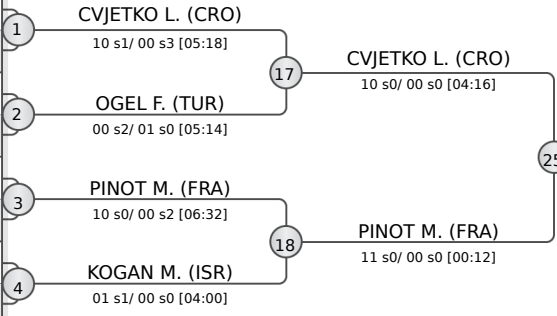 1
CVJETKO L. (CRO)
10 s1/ 00 s3 [05:18]
17
CVJETKO L. (CRO)
10 s0/ 00 s0 [04:16]
2
OGEL F. (TUR)
00 s2/ 01 s0 [05:14]
25
3
PINOT M. (FRA)
10 s0/ 00 s2 [06:32]
18
PINOT M. (FRA)
11 s0/ 00 s0 [00:12]
4
KOGAN M. (ISR)
01 s1/ 00 s0 [04:00]